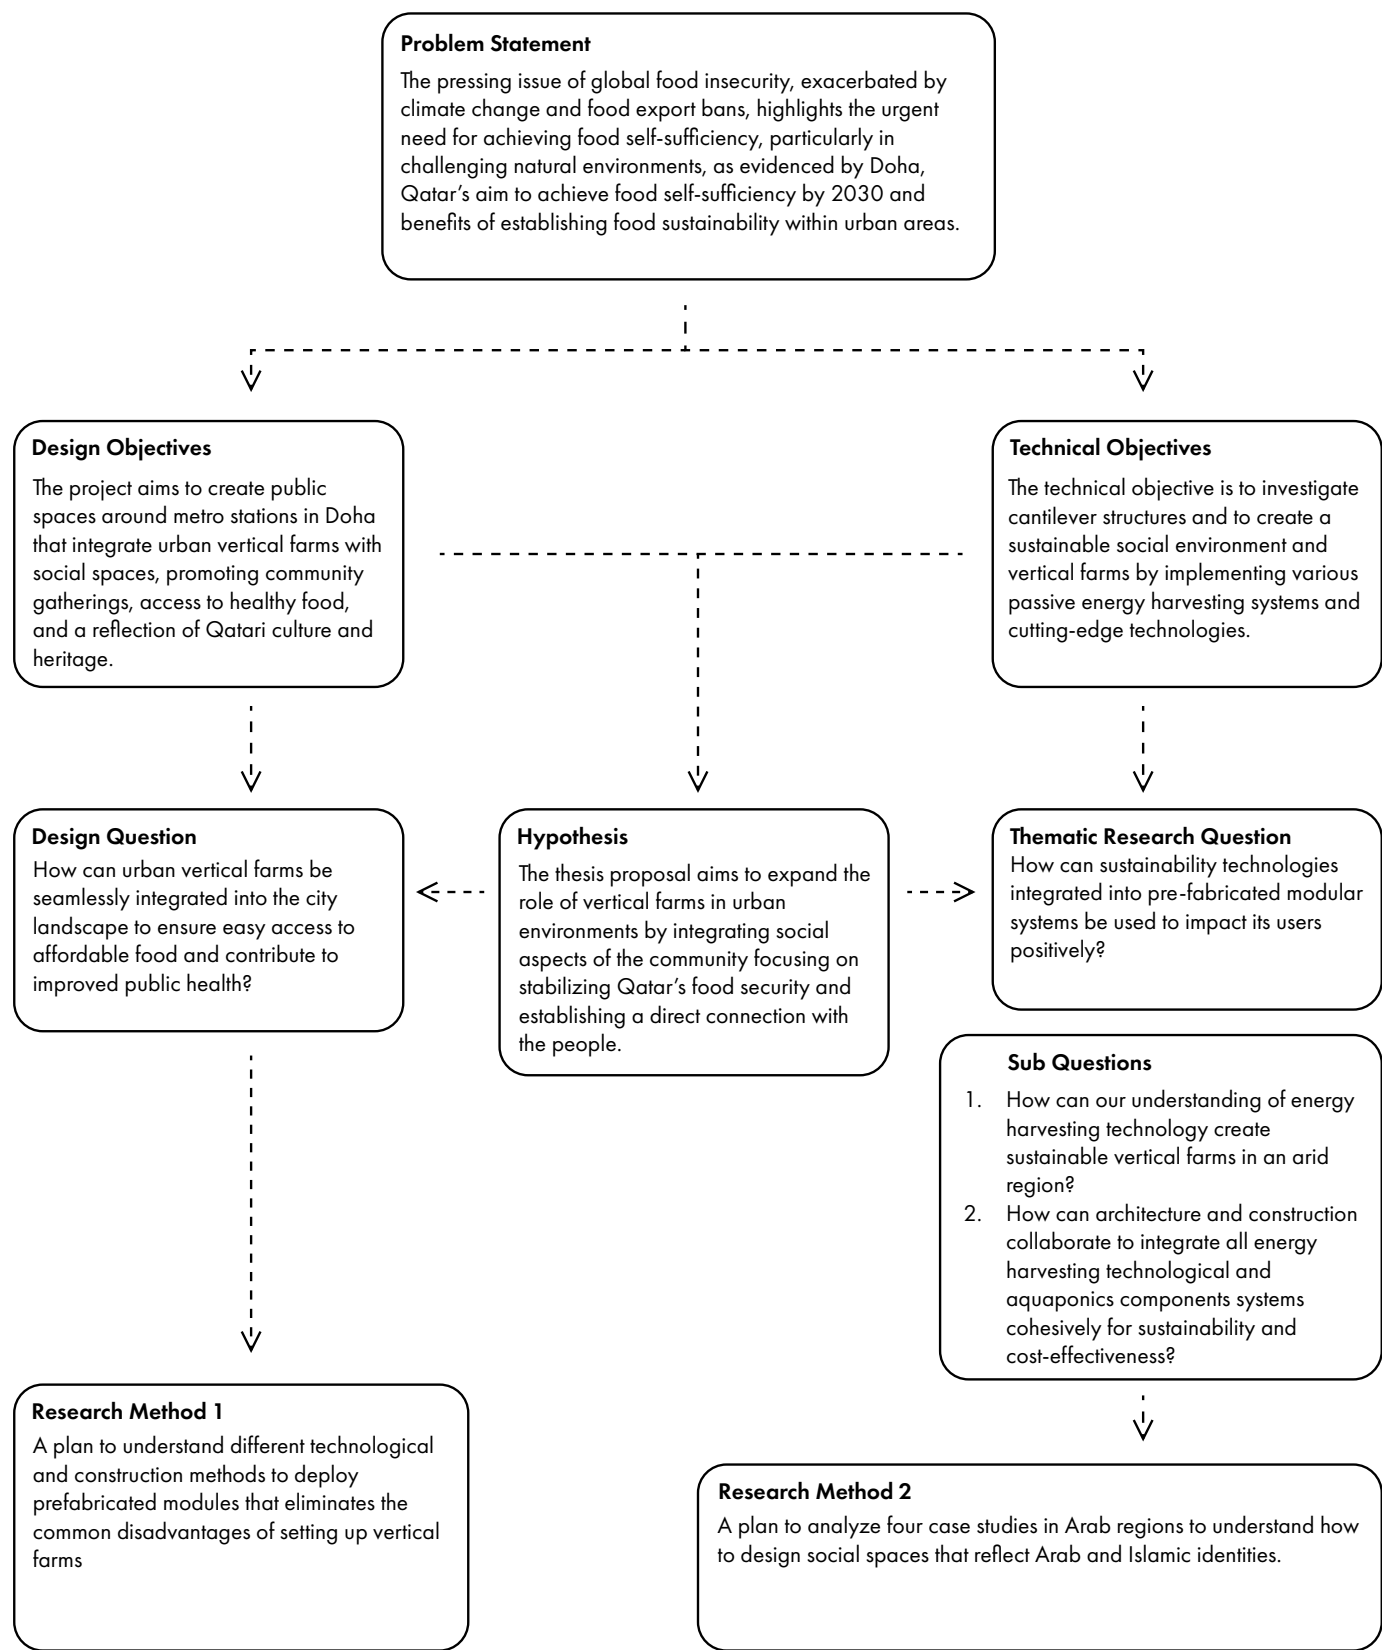 Problem Statement
The pressing issue of global food insecurity, exacerbated by
climate change and food export bans, highlights the urgent
need for achieving food self-sufficiency, particularly in
challenging natural environments, as evidenced by Doha,
Qatar's aim to achieve food self-sufficiency by 2030 and
benefits of establishing food sustainability within urban areas.
Design Objectives
The project aims to create public
spaces around metro stations in Doha
that integrate urban vertical farms with
social spaces, promoting community
gatherings, access to healthy food,
and a reflection of Qatari culture and
heritage.
Technical Objectives
The technical objective is to investigate
cantilever structures and to create a
sustainable social environment and
vertical farms by implementing various
passive energy harvesting systems and
cutting-edge technologies.
Design Question
How can urban vertical farms be
seamlessly integrated into the city
landscape to ensure easy access to
affordable food and contribute to
improved public health?
Hypothesis
The thesis proposal aims to expand the
role of vertical farms in urban
environments by integrating social
aspects of the community focusing on
stabilizing Qatar's food security and
establishing a direct connection with
the people.
Thematic Research Question
How can sustainability technologies
integrated into pre-fabricated modular
systems be used to impact its users
positively?
Sub Questions
1. How can our understanding of energy
harvesting technology create
sustainable vertical farms in an arid
region?
2. How can architecture and construction
collaborate to integrate all energy
harvesting technological and
aquaponics components systems
cohesively for sustainability and
cost-effectiveness?
Research Method 1
A plan to understand different technological
and construction methods to deploy
prefabricated modules that eliminates the
common disadvantages of setting up vertical
farms
Research Method 2
A plan to analyze four case studies in Arab regions to understand how
to design social spaces that reflect Arab and Islamic identities.